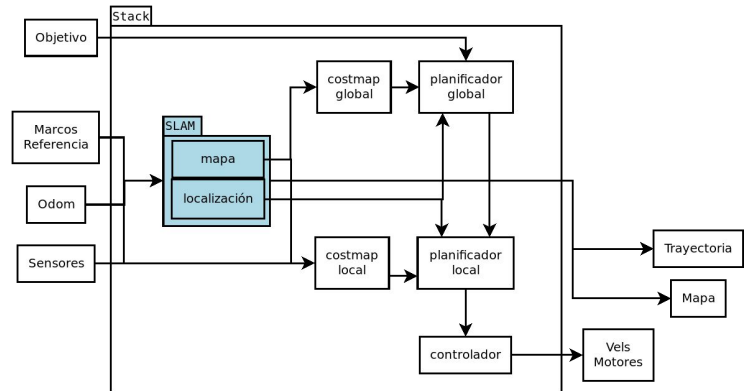 Stack
Objetivo
costmap
global
planificador
global
Marcos
Referencia
SLAM
mapa
localización
Odom
Sensores
costmap
local
planificador
local
Trayectoria
Mapa
controlador
Vels
Motores